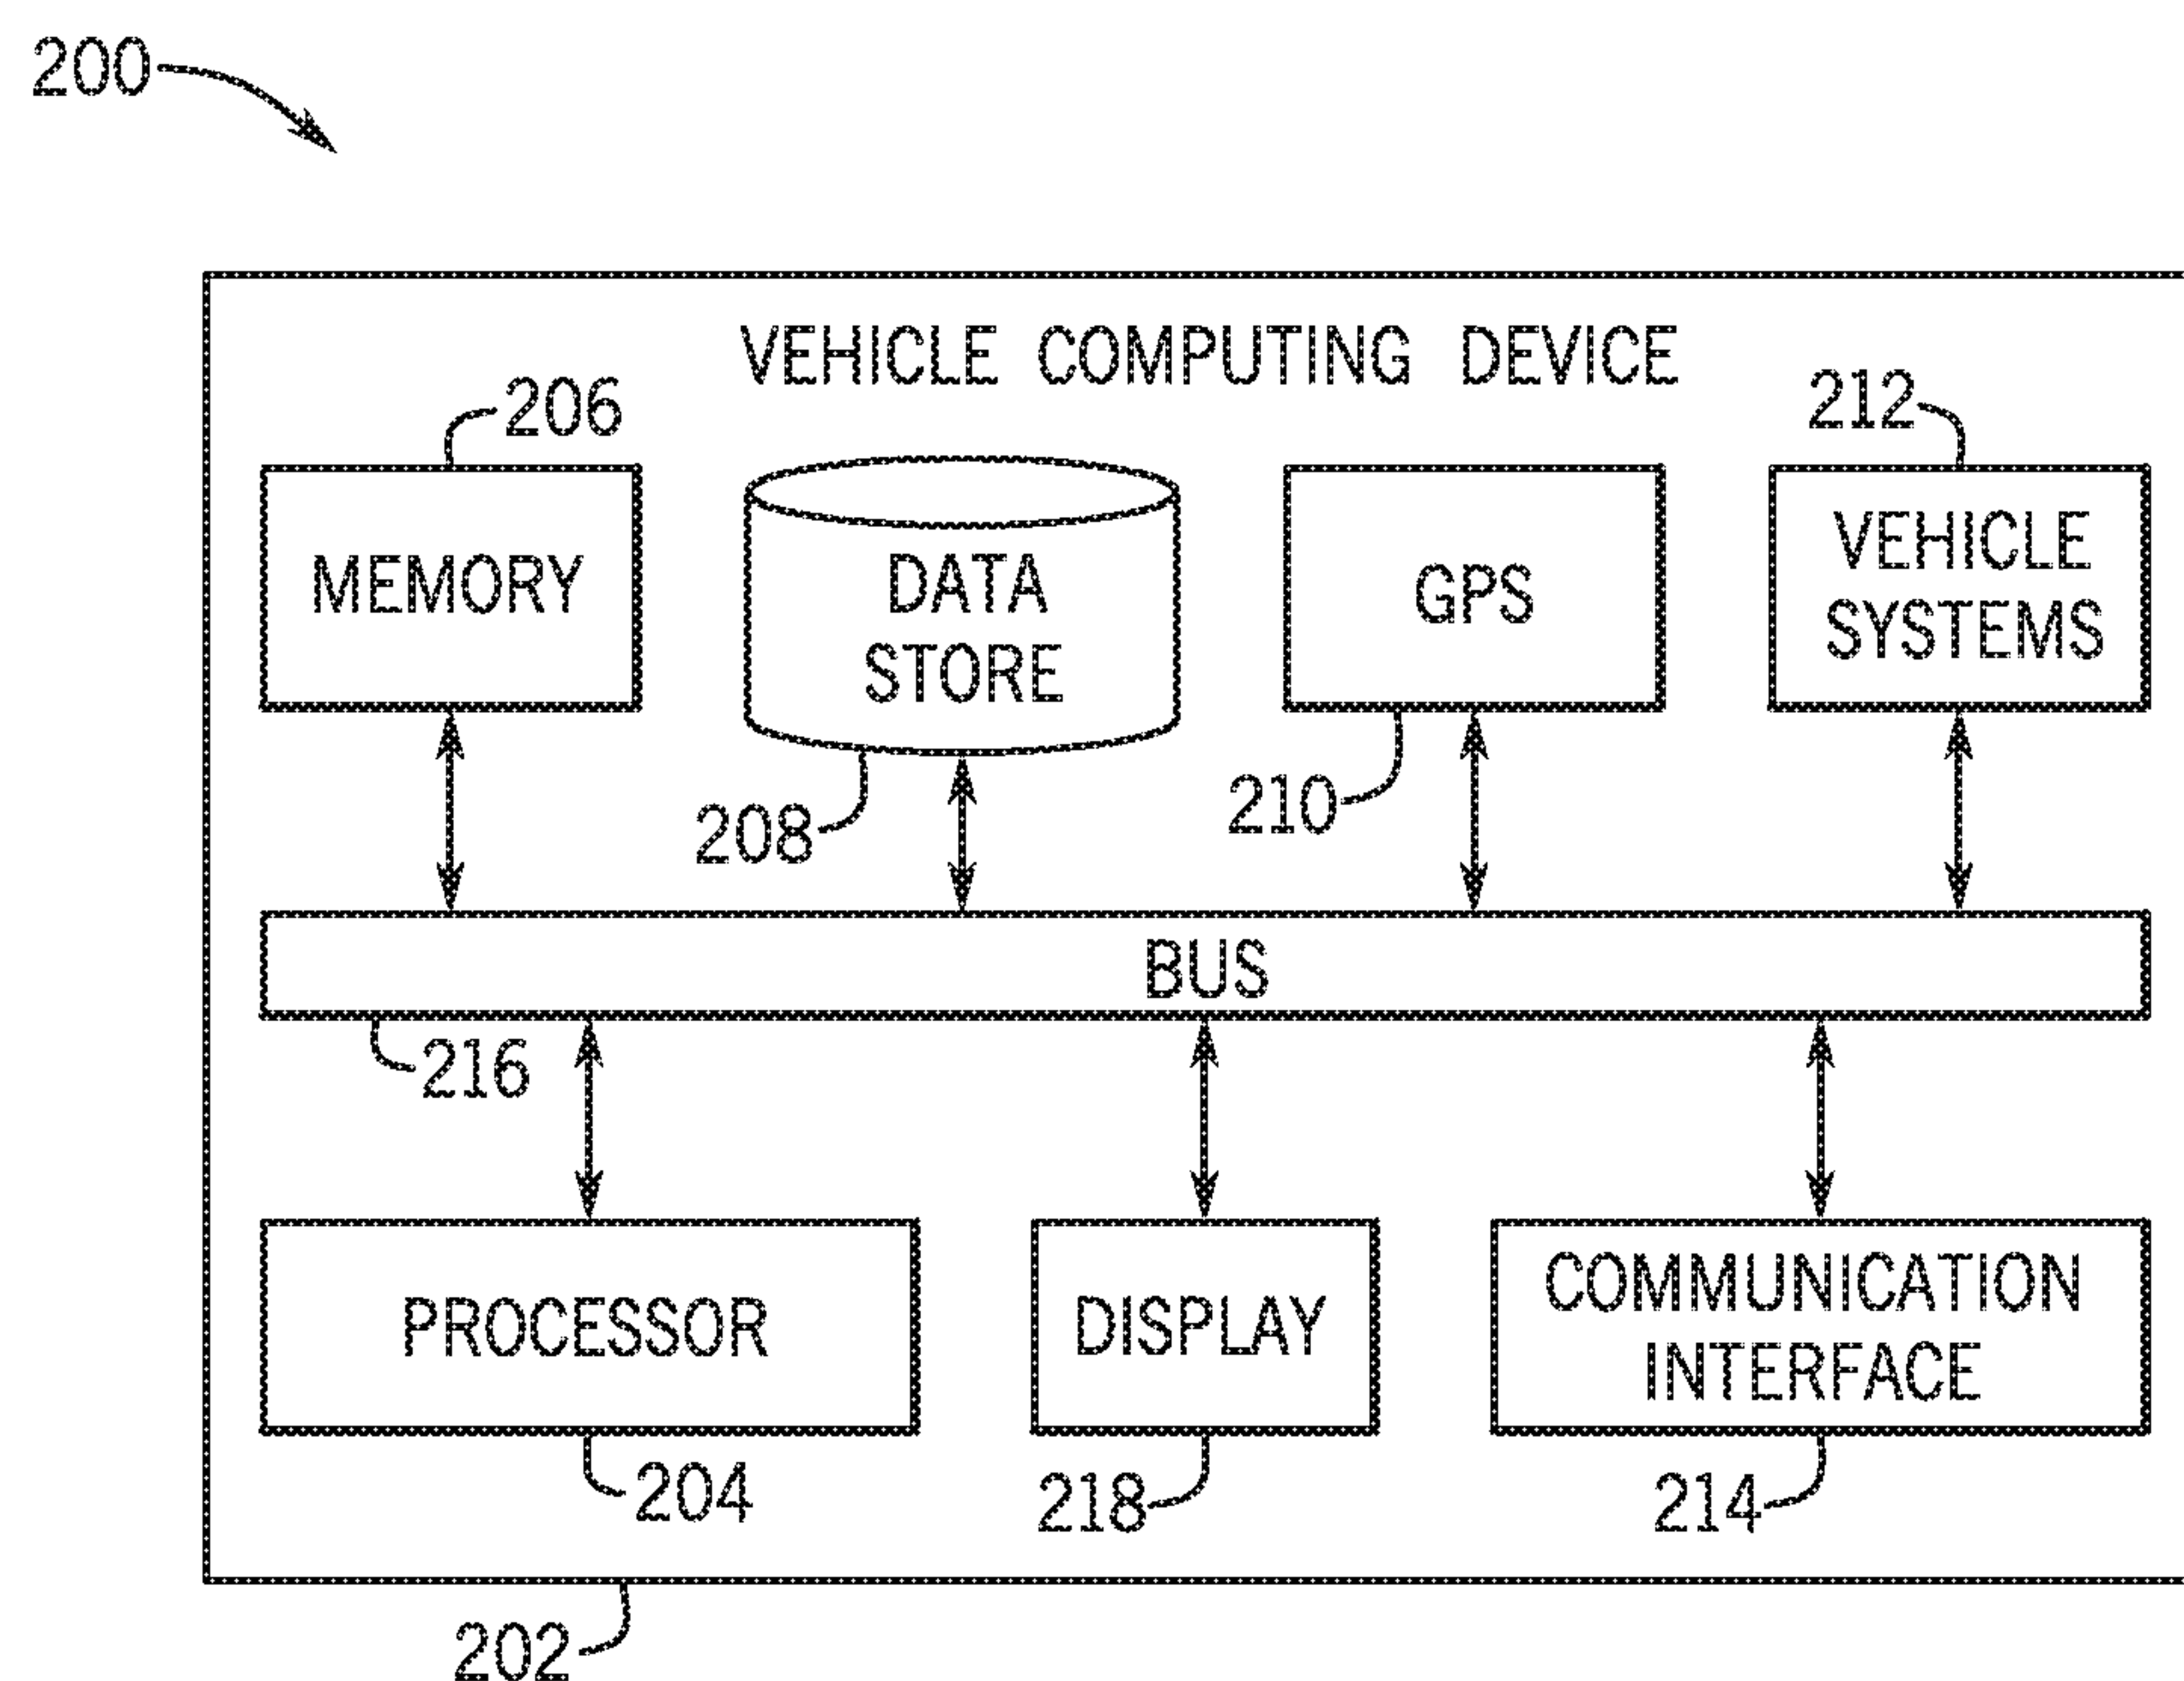 200
VEHICLE COMPUTING DEVICE
206
212
MEMORY
DATA
STORE
GPS
VEHICLE
SYSTEMS
208
210
BUS
216
PROCESSOR
DISPLAY
COMMUNICATION
INTERFACE
204
218
214
202